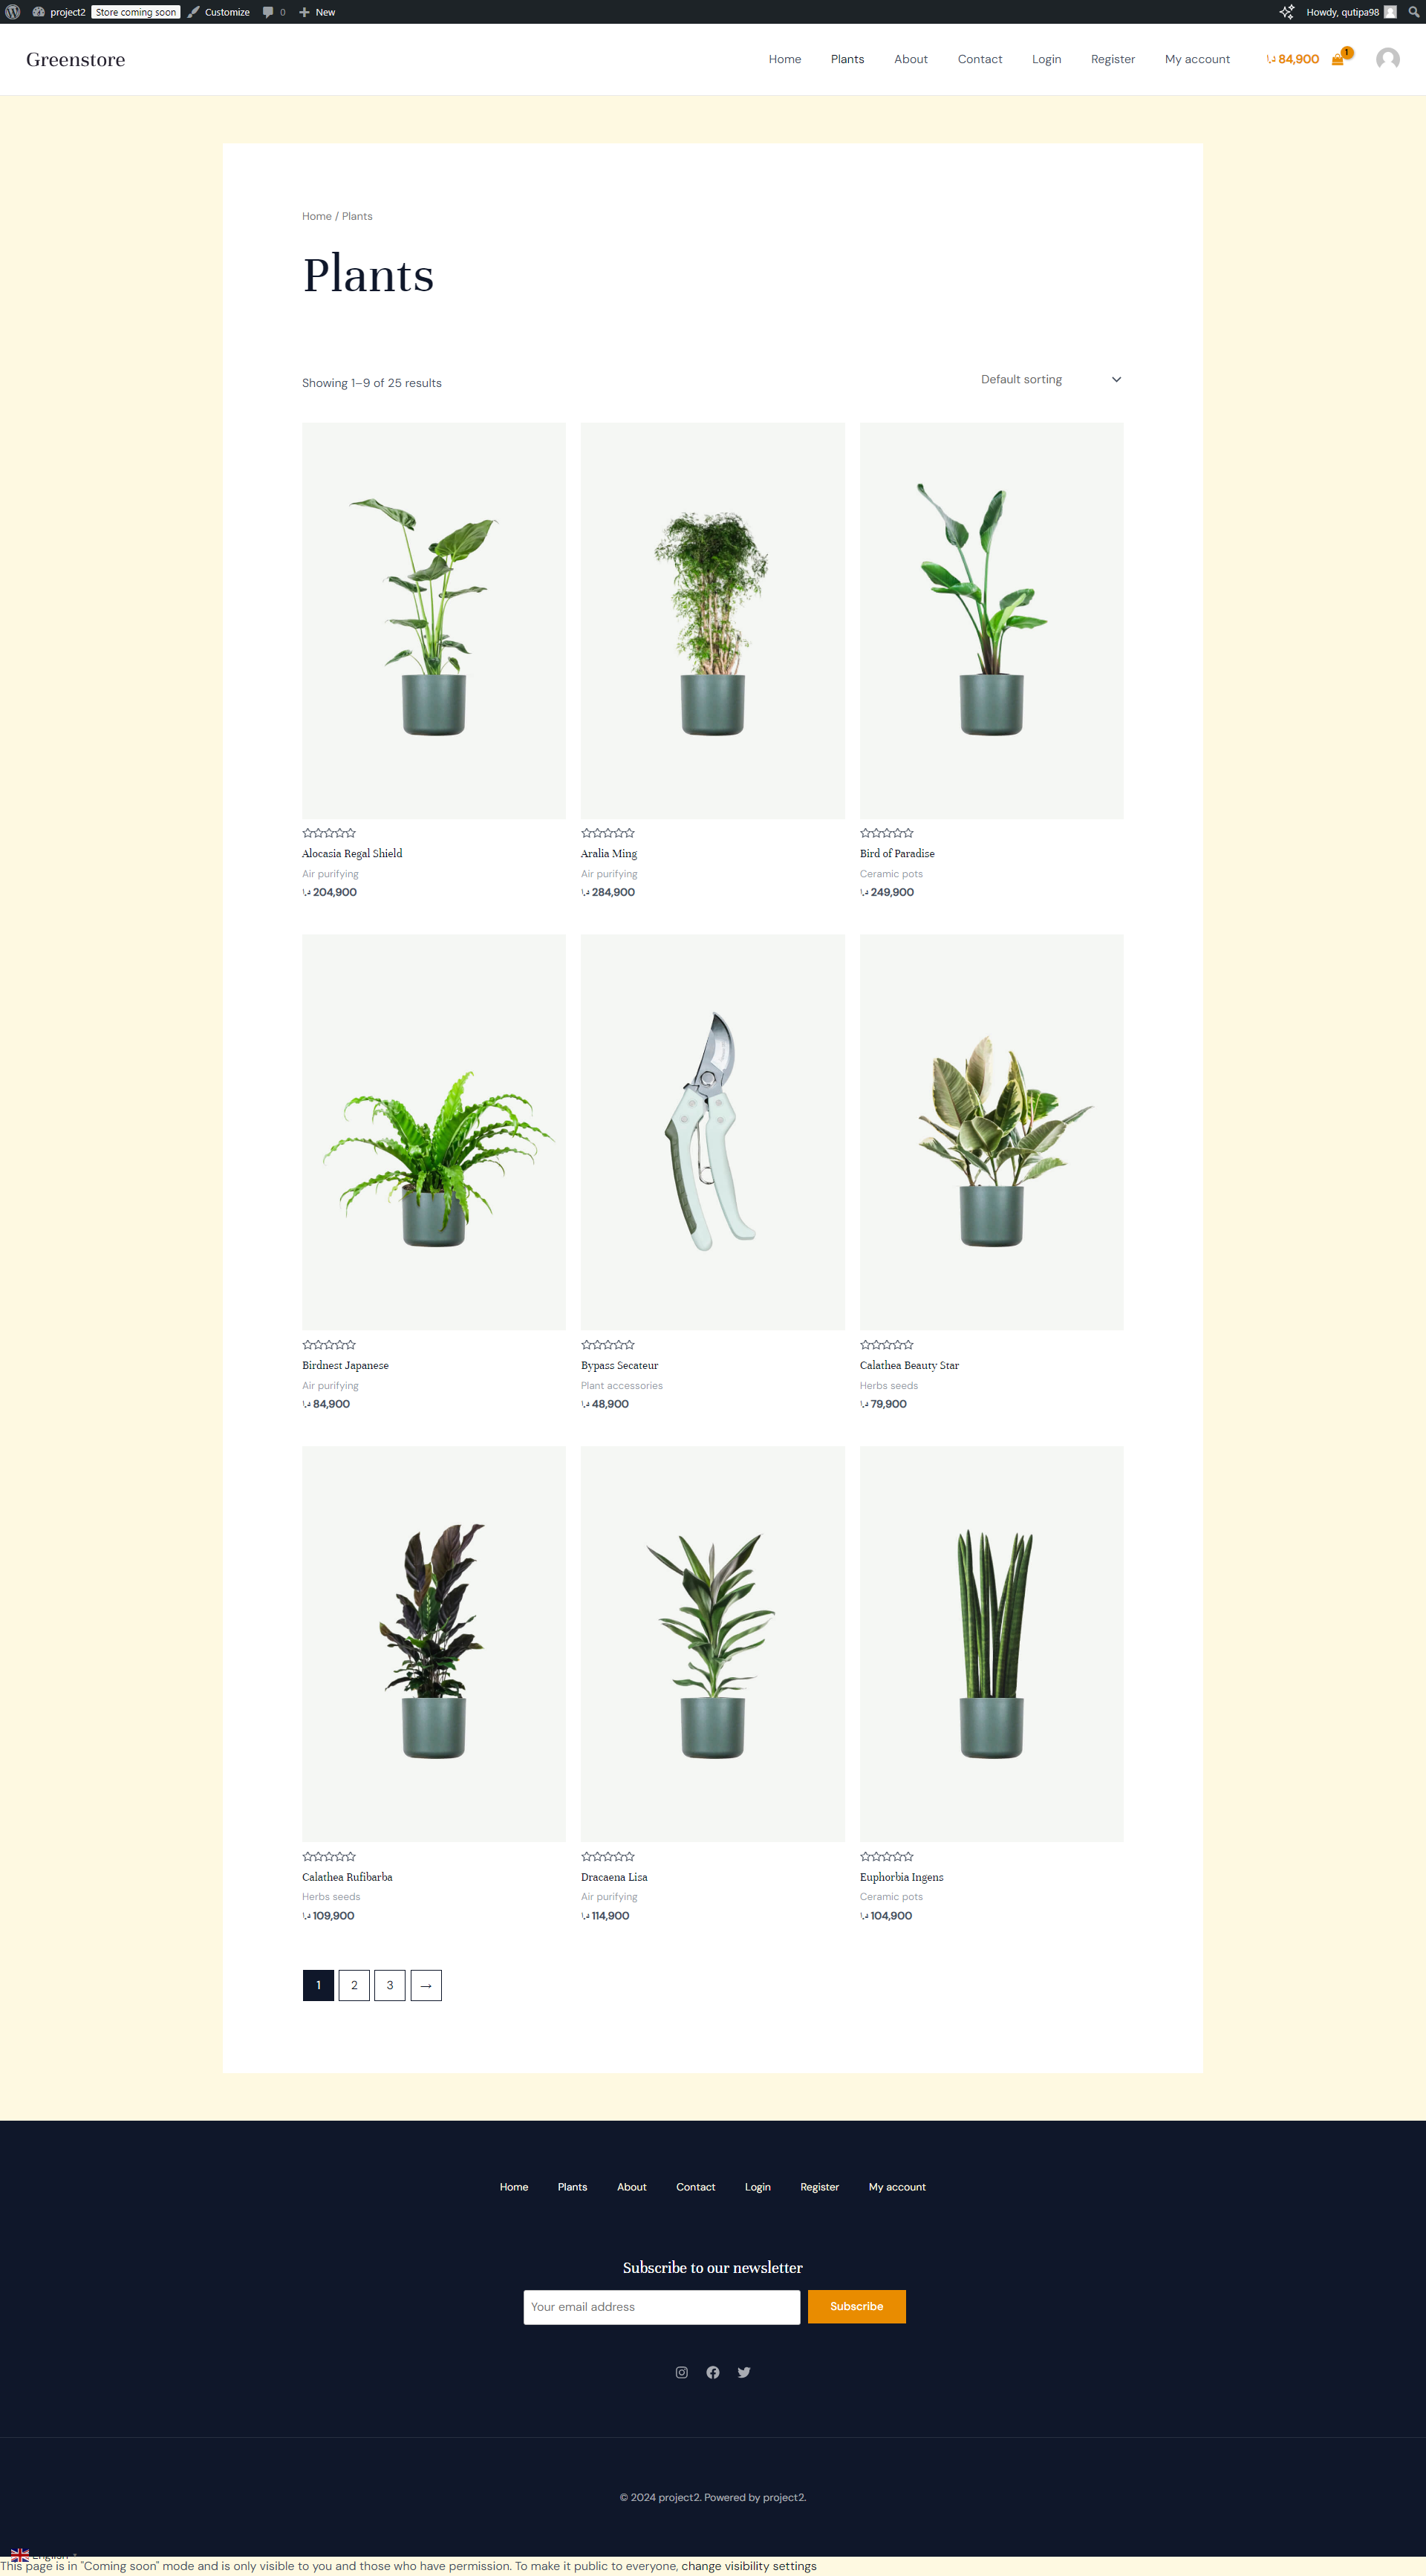 project2 Store coming soon Customize 0 New Howdy, qutipa98
Greenstore Home Plants About Contact Login Register My account د.ا 84,900 1
Home / Plants
Plants
Showing 1–9 of 25 results Default sorting
Alocasia Regal Shield
Air purifying
د.ا 204,900
Aralia Ming
Air purifying
د.ا 284,900
Bird of Paradise
Ceramic pots
د.ا 249,900
Birdnest Japanese
Air purifying
د.ا 84,900
Bypass Secateur
Plant accessories
د.ا 48,900
Calathea Beauty Star
Herbs seeds
د.ا 79,900
Calathea Rufibarba
Herbs seeds
د.ا 109,900
Dracaena Lisa
Air purifying
د.ا 114,900
Euphorbia Ingens
Ceramic pots
د.ا 104,900
1 2 3 →
Home Plants About Contact Login Register My account
Subscribe to our newsletter
Your email address Subscribe
© 2024 project2. Powered by project2.
English
This page is in "Coming soon" mode and is only visible to you and those who have permission. To make it public to everyone, change visibility settings